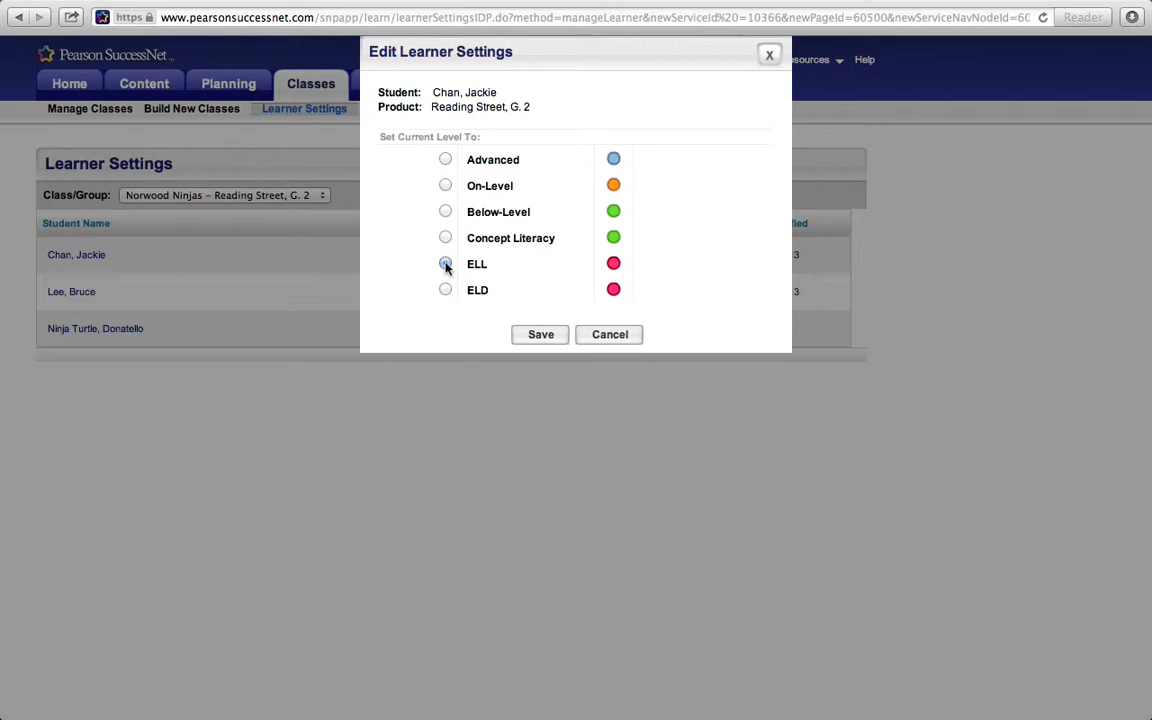 https www.pearsonsuccessnet.com/snpapp/learn/learnerSettingsIDP.do?method=manageLearner&newServiceId%20=10366&newPageId=60500&newServiceNavNodeId=60 Reader
Pearson SuccessNet™
Edit Learner Settings
X
sources
Help
Home
Content
Planning
Classes
Manage Classes
Build New Classes
Learner Settings
Student: Chan, Jackie
Product: Reading Street, G. 2
Set Current Level To:
Advanced
On-Level
Below-Level
Concept Literacy
ELL
ELD
Save
Cancel
Learner Settings
Class/Group: Norwood Ninjas – Reading Street, G. 2
Student Name
fied
Chan, Jackie
3
Lee, Bruce
3
Ninja Turtle, Donatello